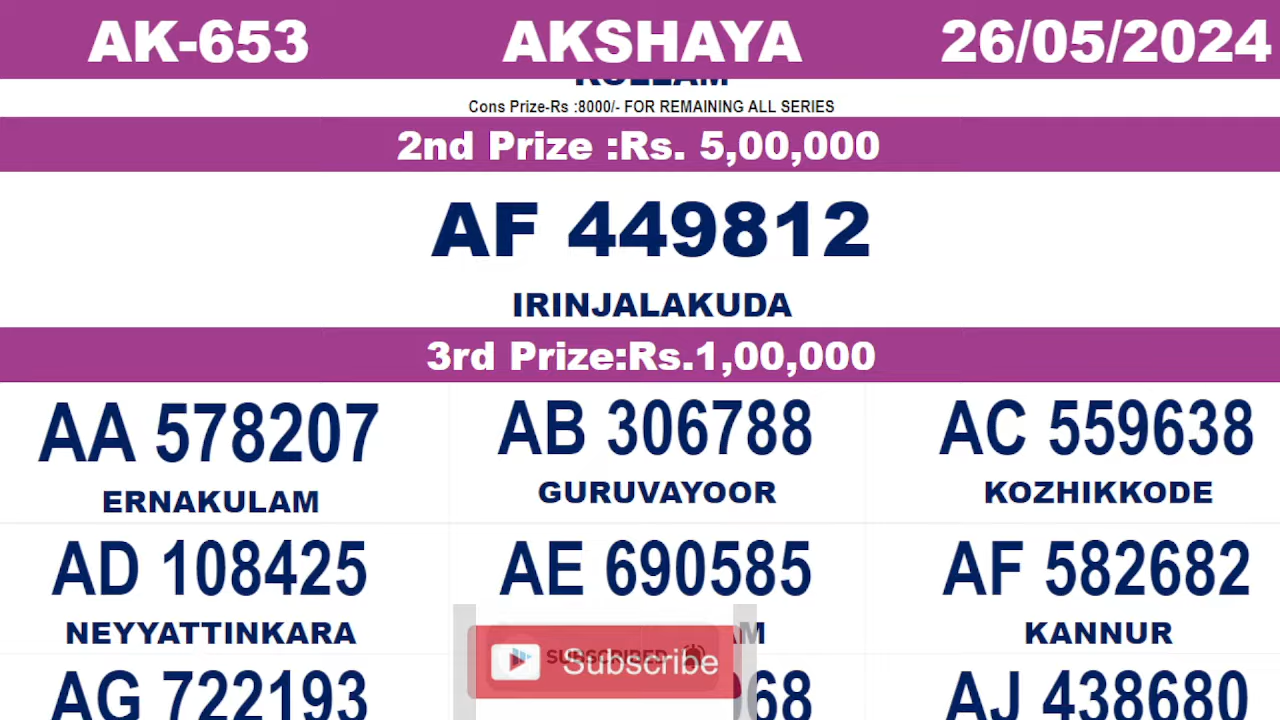 AK-653 AKSHAYA 26/05/2024
KOLLAM
Cons Prize-Rs :8000/- FOR REMAINING ALL SERIES
2nd Prize :Rs. 5,00,000
AF 449812
IRINJALAKUDA
3rd Prize:Rs.1,00,000
AA 578207 AB 306788 AC 559638
ERNAKULAM GURUVAYOOR KOZHIKKODE
AD 108425 AE 690585 AF 582682
NEYYATTINKARA KANNUR
SUBSCRIBED
Subscribe
AG 722193 AJ 438680